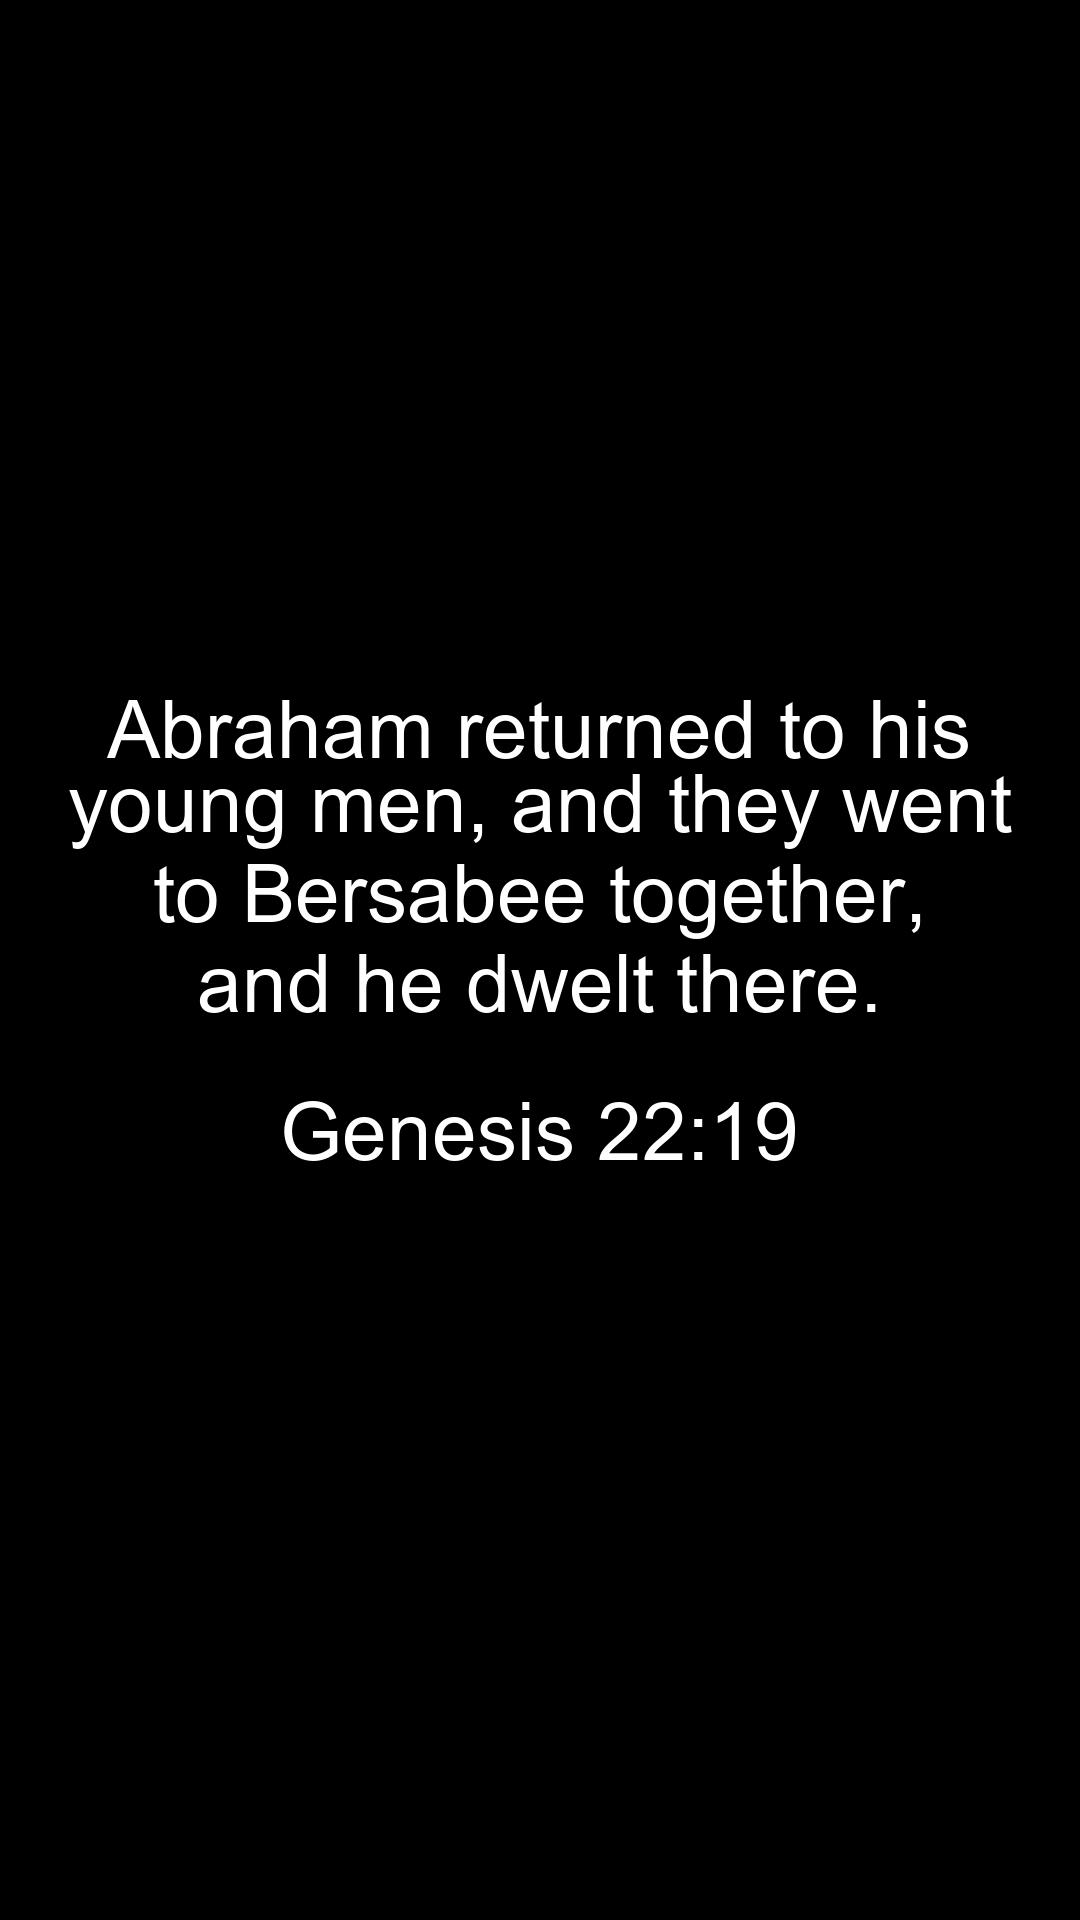 Abraham returned to his
young men, and they went
to Bersabee together,
and he dwelt there.
Genesis 22:19